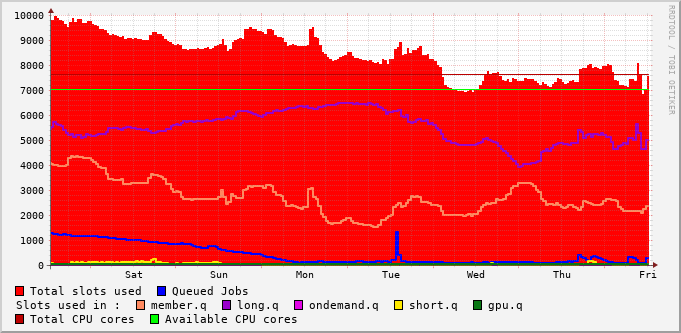 10000
9000
8000
7000
6000
5000
4000
3000
2000
1000
0
Sat Sun Mon Tue Wed Thu Fri
RRDTOOL / TOBI OETIKER
Total slots used Queued Jobs
Slots used in : member.q long.q ondemand.q short.q gpu.q
Total CPU cores Available CPU cores